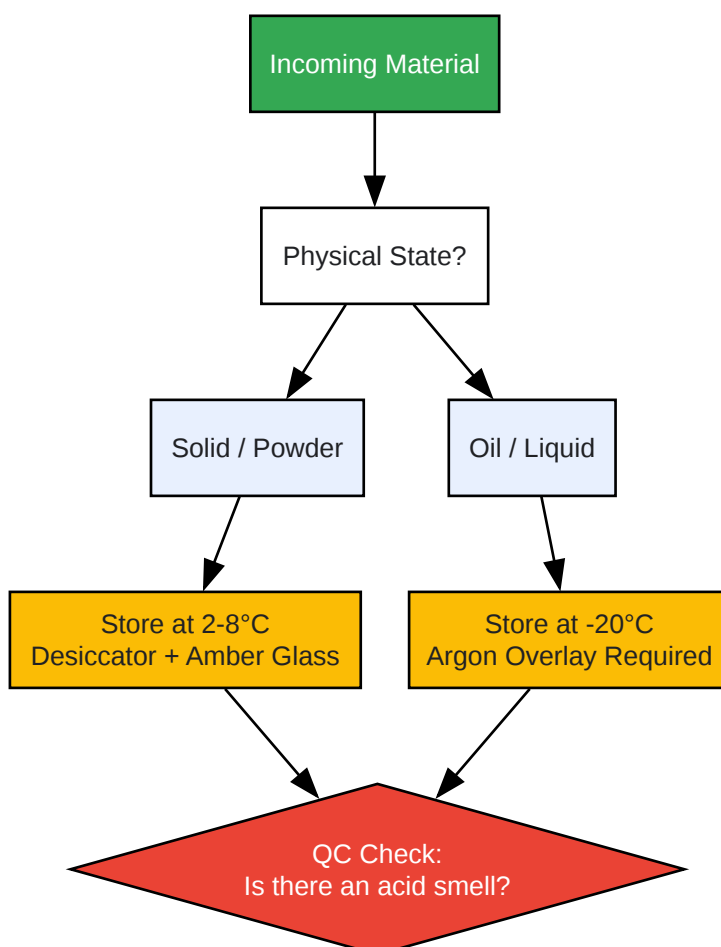 Incoming Material
Physical State?
Solid / Powder
Oil / Liquid
Store at 2-8°C
Desiccator + Amber Glass
Store at -20°C
Argon Overlay Required
QC Check:
Is there an acid smell?